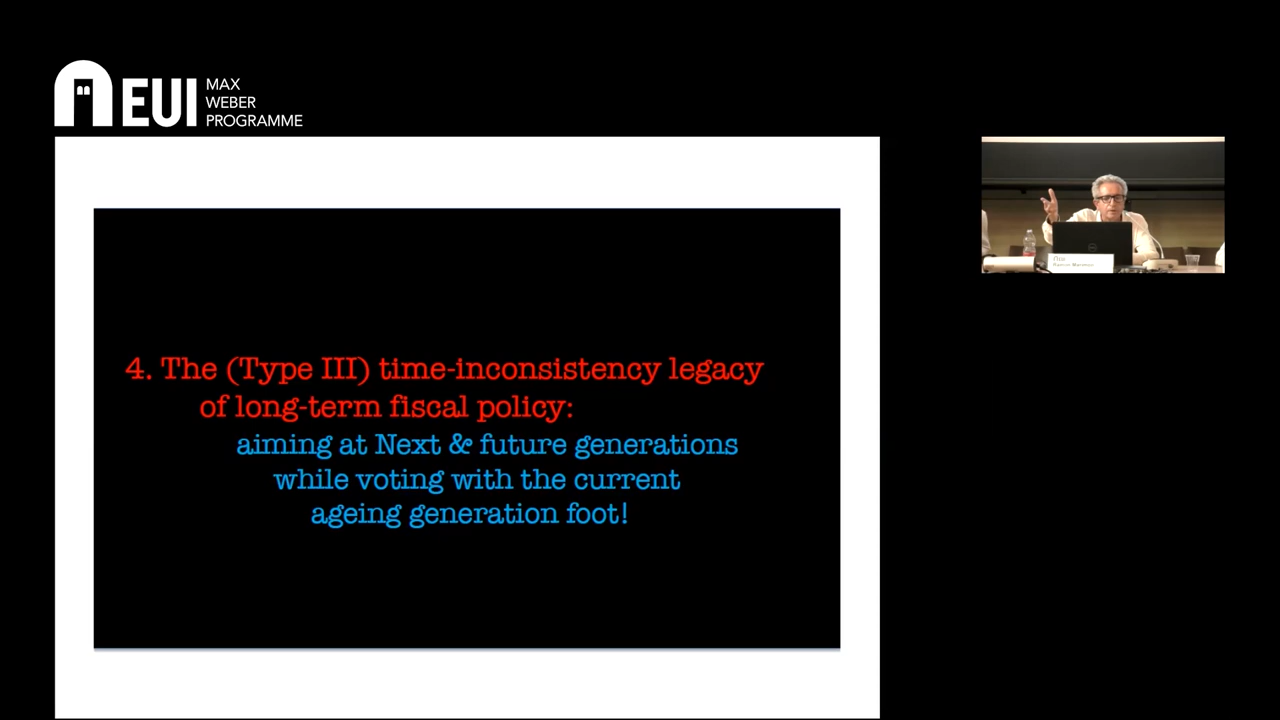 EUI
MAX
WEBER
PROGRAMME
4. The (Type III) time-inconsistency legacy
of long-term fiscal policy:
aiming at Next & future generations
while voting with the current
ageing generation foot!